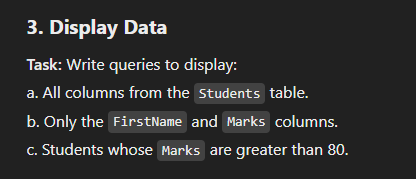 3. Display Data
Task: Write queries to display:
a. All columns from the Students table.
b. Only the FirstName and Marks columns.
c. Students whose Marks are greater than 80.